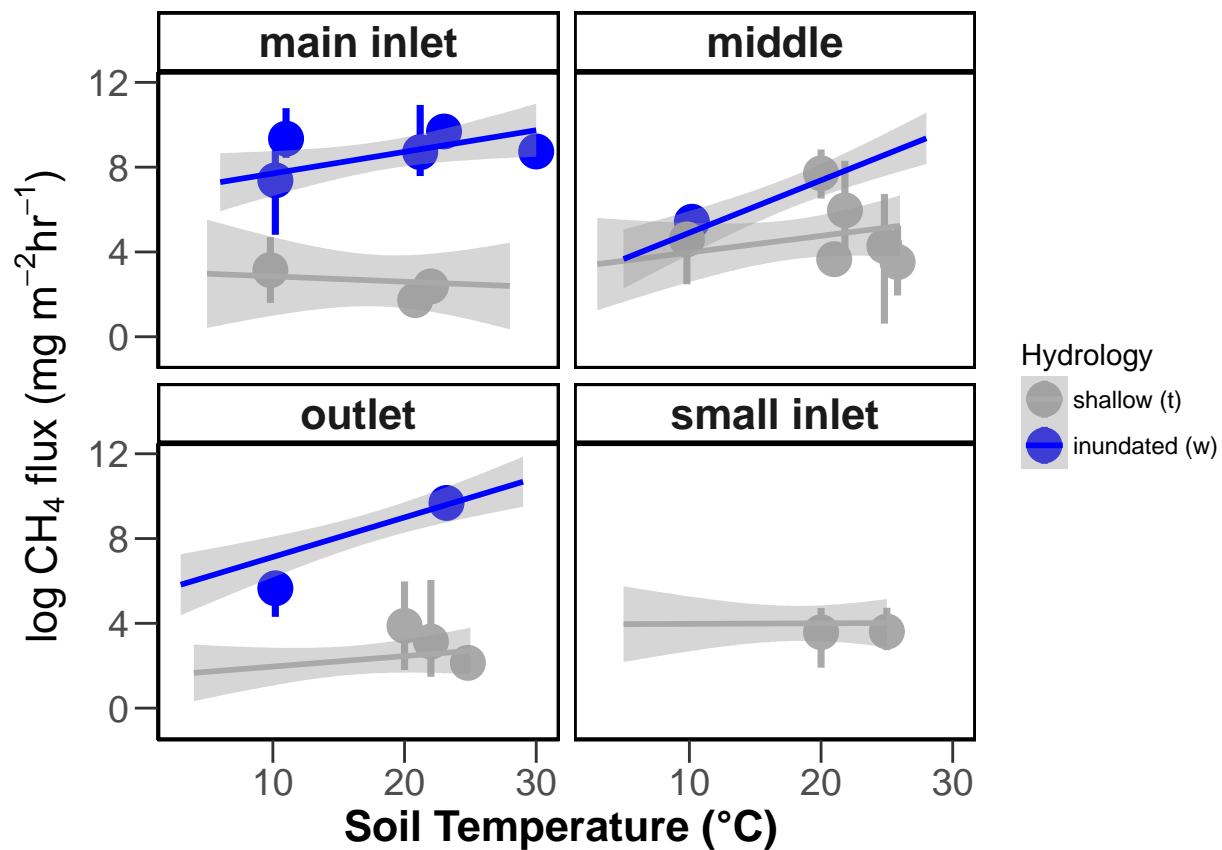 main inlet
middle
12
8
4
0
outlet
small inlet
12
8
4
0
10
20
30
10
20
30
log CH₄ flux (mg m⁻²hr⁻¹)
Soil Temperature (°C)
Hydrology
shallow (t)
inundated (w)